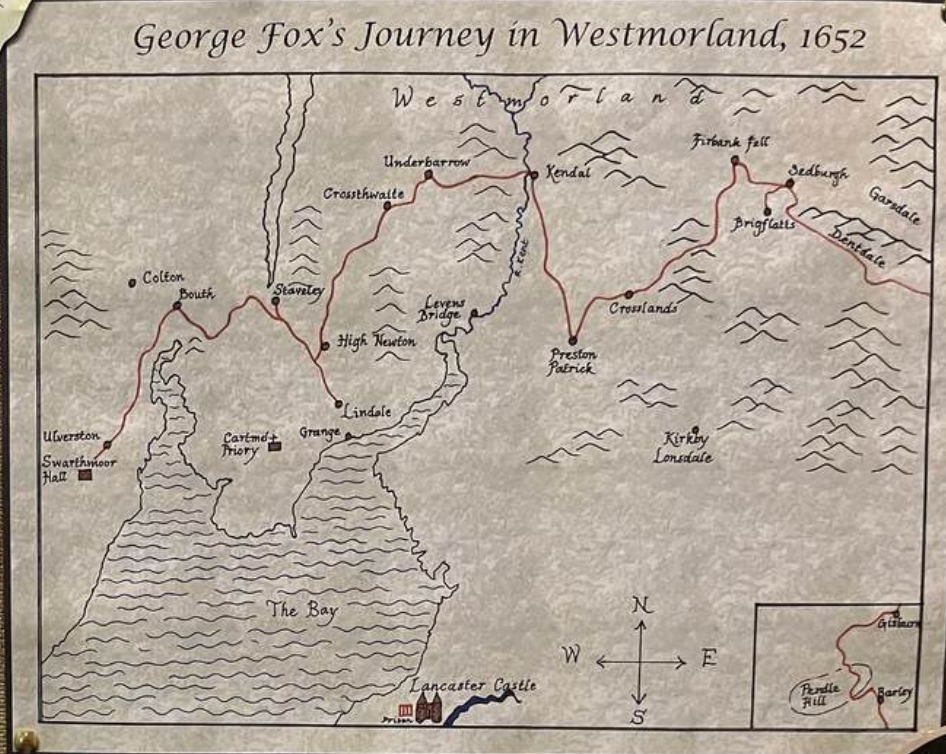 George Fox's Journey in Westmorland, 1652
Westmorland
Firbank Fell
Underbarrow
Kendal
Sedburgh
Crossthwaite
Garsdale
Brigflatts
Dentdale
R. Kent
Colton
Bouth
Staveley
Levens
Bridge
Crosslands
High Newton
Preston
Patrick
Lindale
Ulverston
Cartmel
Priory
Grange
Kirkby
Lonsdale
Swarthmoor
Hall
The Bay
N
W
E
S
Lancaster Castle
Prison
Gisburn
Pendle
Hill
Barley